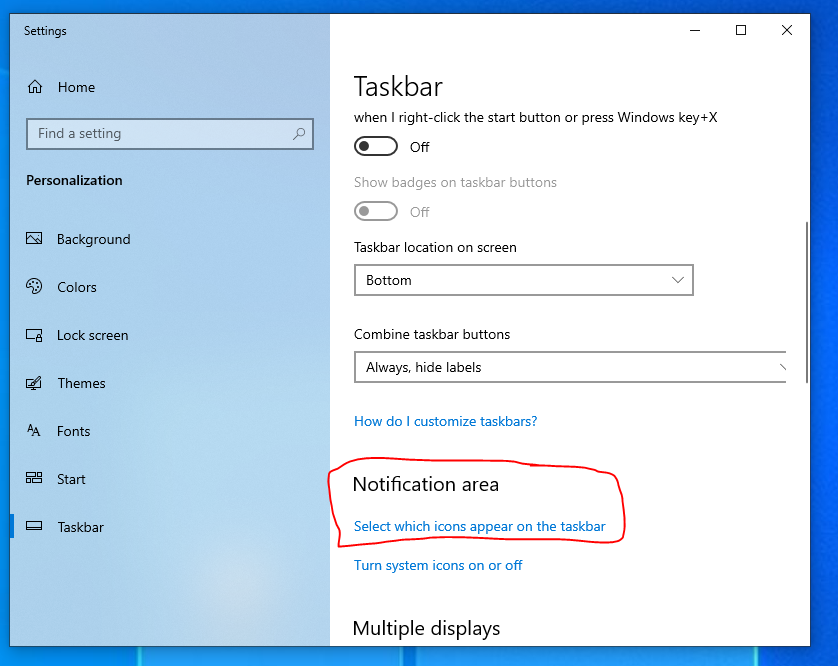 Settings
Home
Find a setting
Personalization
Background
Colors
Lock screen
Themes
Fonts
Start
Taskbar
Taskbar
when I right-click the start button or press Windows key+X
Off
Show badges on taskbar buttons
Off
Taskbar location on screen
Bottom
Combine taskbar buttons
Always, hide labels
How do I customize taskbars?
Notification area
Select which icons appear on the taskbar
Turn system icons on or off
Multiple displays